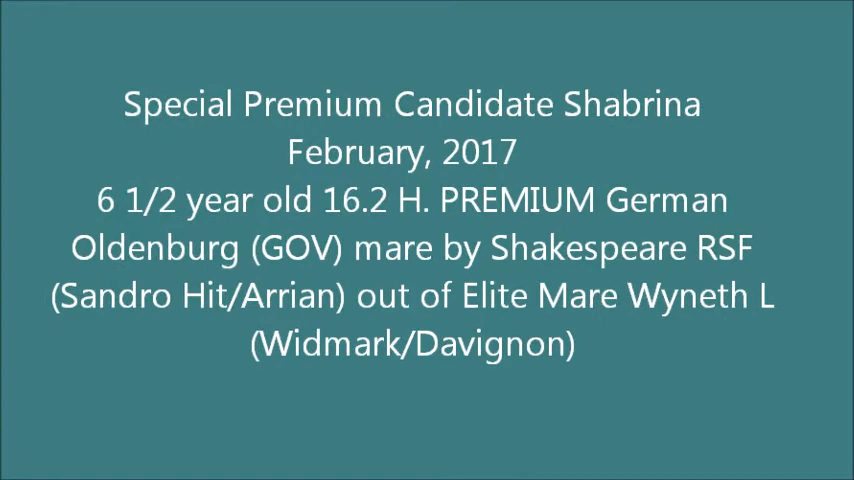 Special Premium Candidate Shabrina
February, 2017
6 1/2 year old 16.2 H. PREMIUM German
Oldenburg (GOV) mare by Shakespeare RSF
(Sandro Hit/Arrian) out of Elite Mare Wyneth L
(Widmark/Davignon)